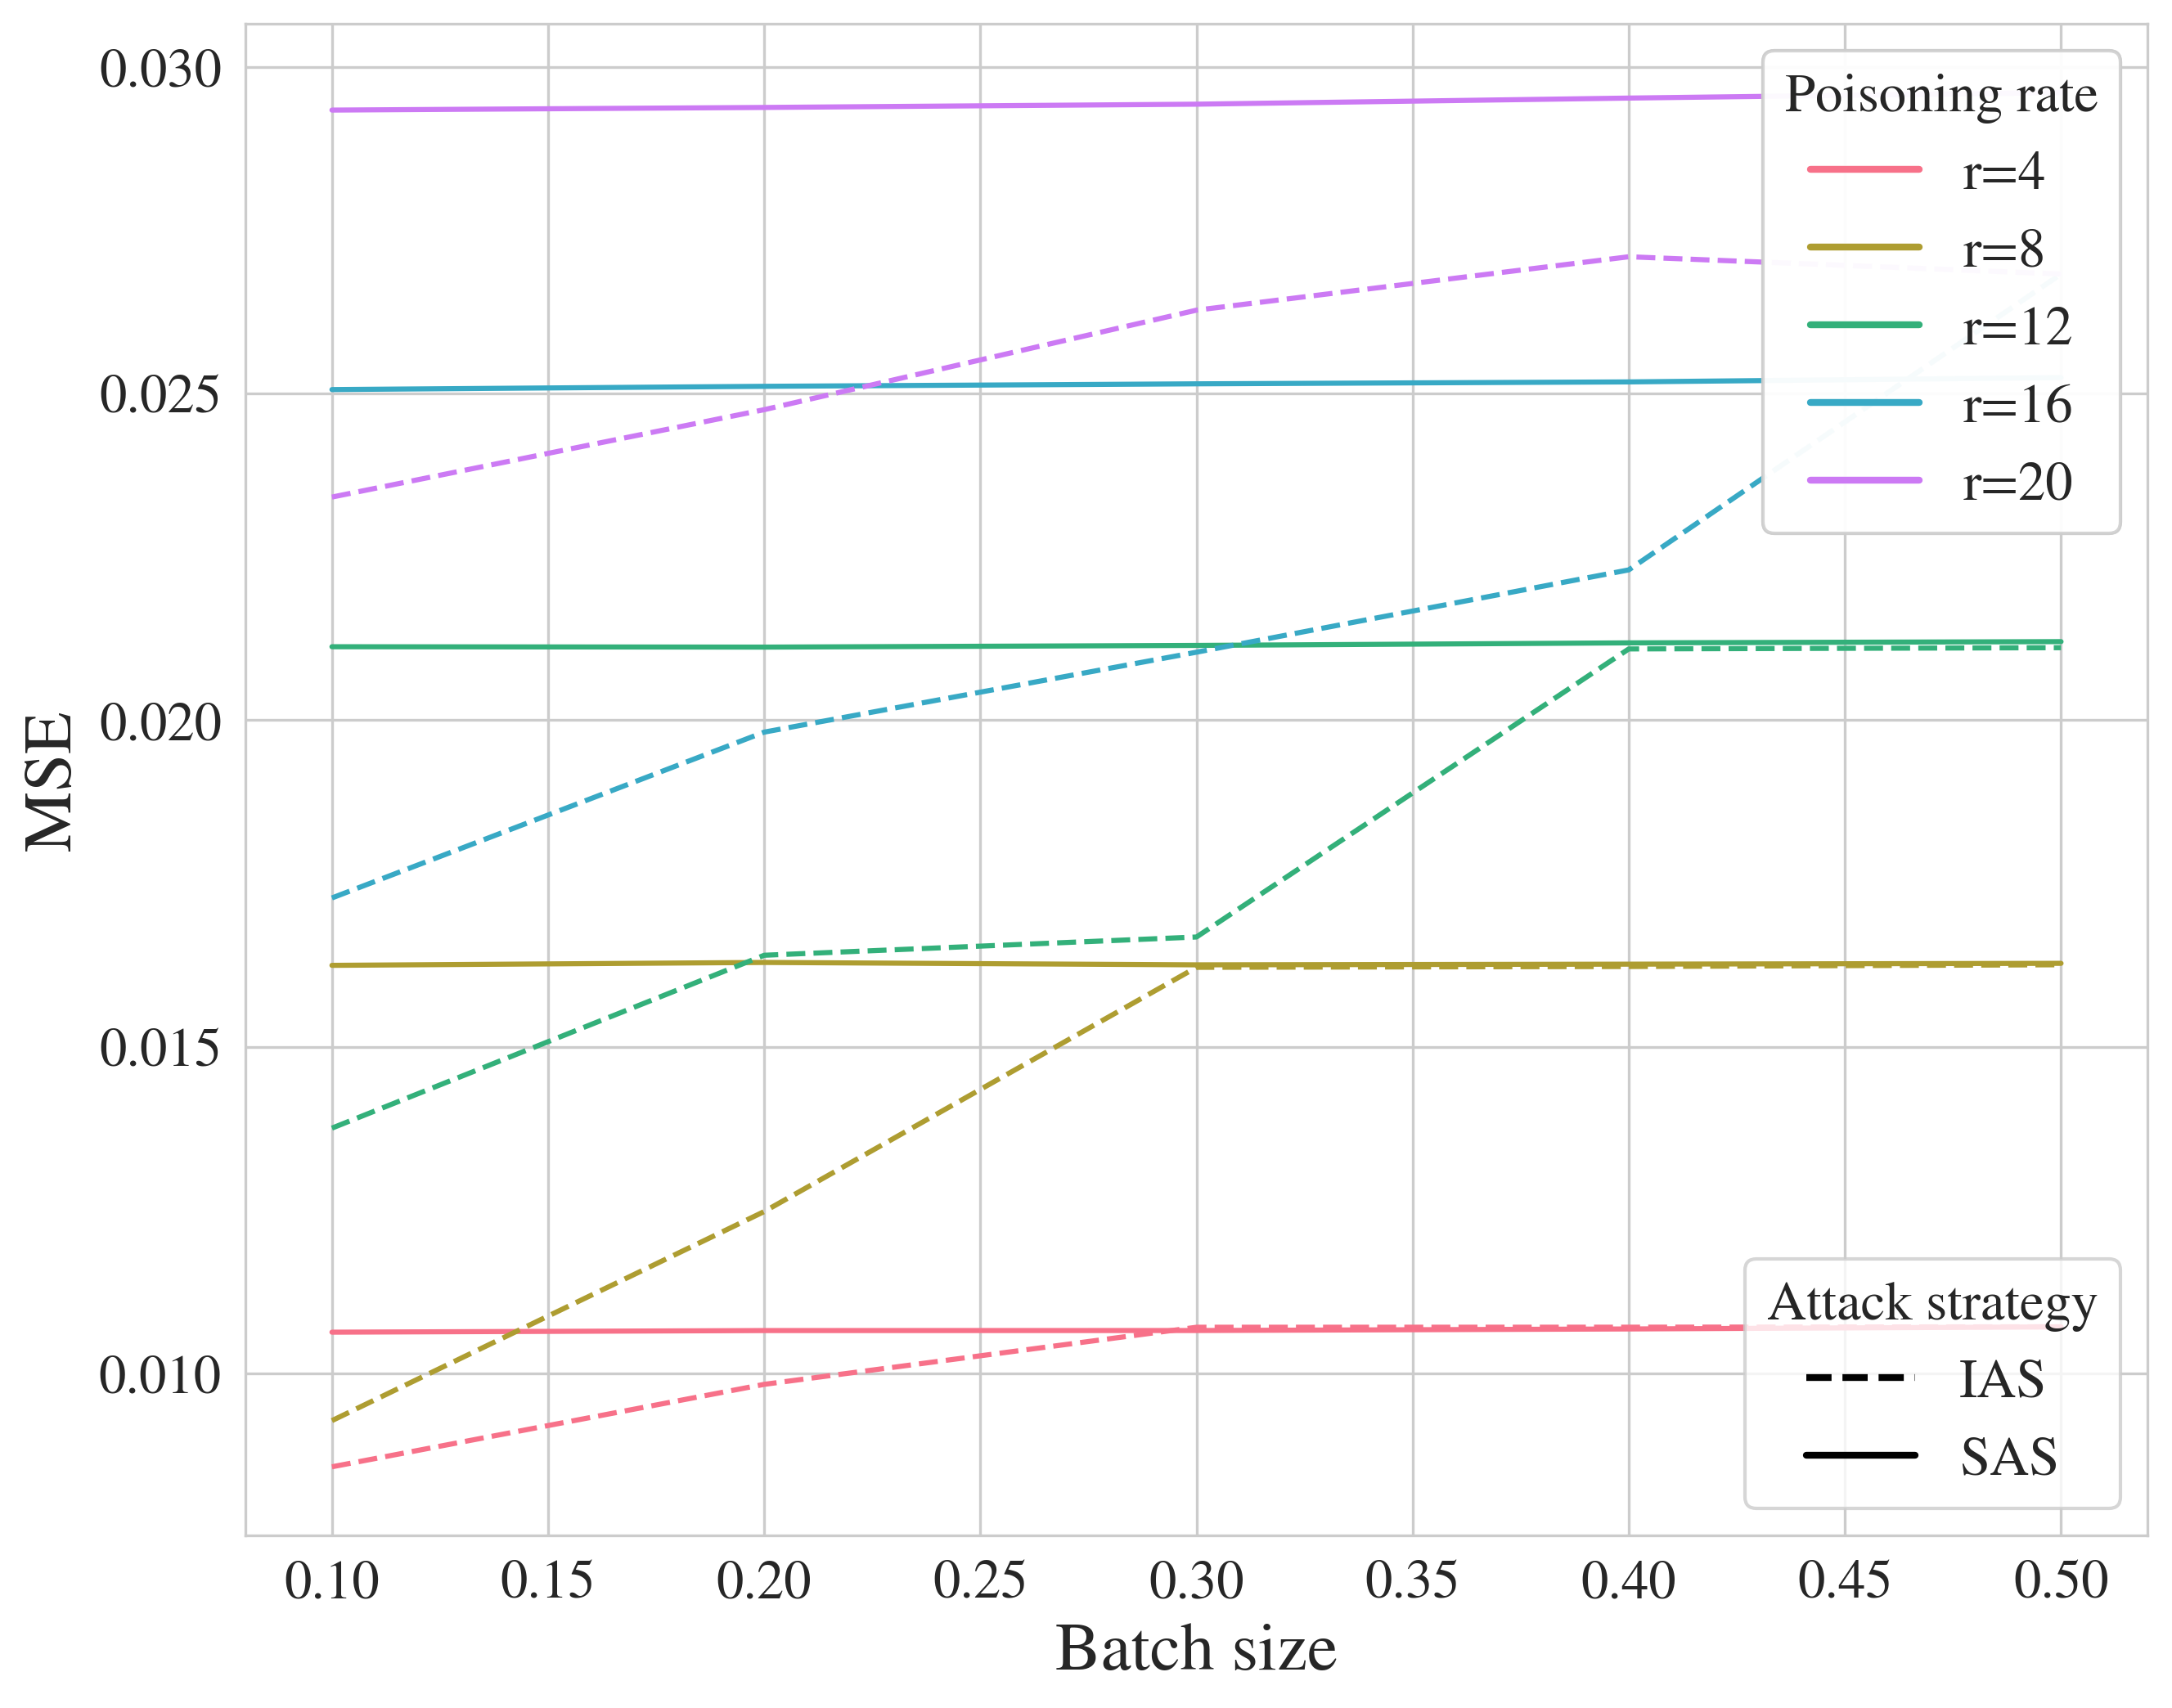 0.030
0.025
0.020
0.015
0.010
MSE
0.10 0.15 0.20 0.25 0.30 0.35 0.40 0.45 0.50
Batch size
Poisoning rate
r=4
r=8
r=12
r=16
r=20
Attack strategy
IAS
SAS